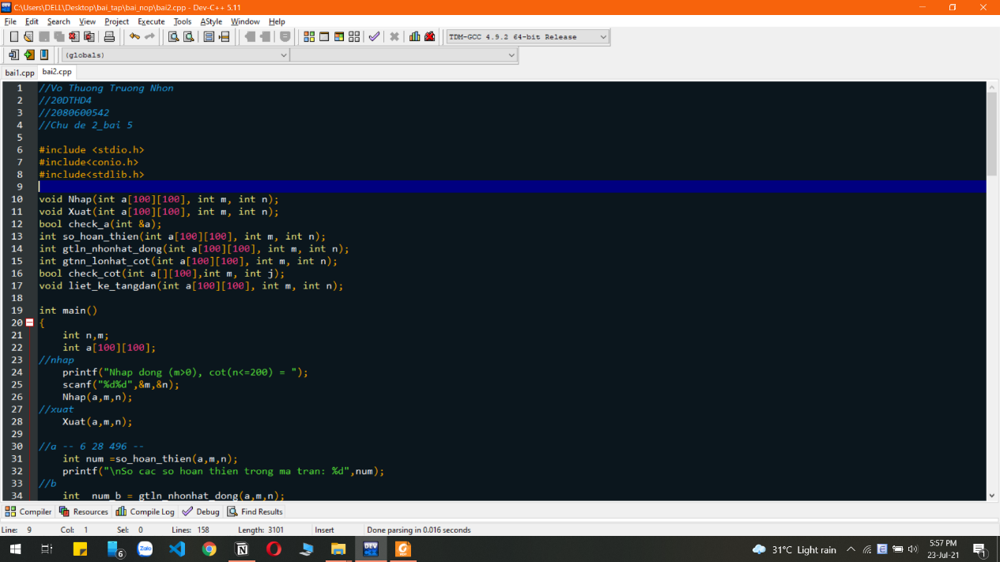 C:\Users\DELL\Desktop\bai_tap\bai_nop\bai2.cpp - Dev-C++ 5.11
File Edit Search View Project Execute Tools AStyle Window Help
TDM-GCC 4.9.2 64-bit Release
(globals)
bai1.cpp bai2.cpp
1 //Vo Thuong Truong Nhon
2 //20DTHD4
3 //2080600542
4 //Chu de 2_bai 5
5
6 #include <stdio.h>
7 #include<conio.h>
8 #include<stdlib.h>
9
10 void Nhap(int a[100][100], int m, int n);
11 void Xuat(int a[100][100], int m, int n);
12 bool check_a(int &a);
13 int so_hoan_thien(int a[100][100], int m, int n);
14 int gtln_nhonhat_dong(int a[100][100], int m, int n);
15 int gtnn_lonhat_cot(int a[100][100], int m, int n);
16 bool check_cot(int a[][100],int m, int j);
17 void liet_ke_tangdan(int a[100][100], int m, int n);
18
19 int main()
20 {
21 int n,m;
22 int a[100][100];
23 //nhap
24 printf("Nhap dong (m>0), cot(n<=200) = ");
25 scanf("%d%d",&m,&n);
26 Nhap(a,m,n);
27 //xuat
28 Xuat(a,m,n);
29
30 //a -- 6 28 496 --
31 int num =so_hoan_thien(a,m,n);
32 printf("\nSo cac so hoan thien trong ma tran: %d",num);
33 //b
34 int num_b = gtln_nhonhat_dong(a,m,n);
Compiler Resources Compile Log Debug Find Results
Line: 9 Col: 1 Sel: 0 Lines: 158 Length: 3101 Insert Done parsing in 0.016 seconds
6 Zalo DEV 31°C Light rain 5:57 PM
23-Jul-21 1